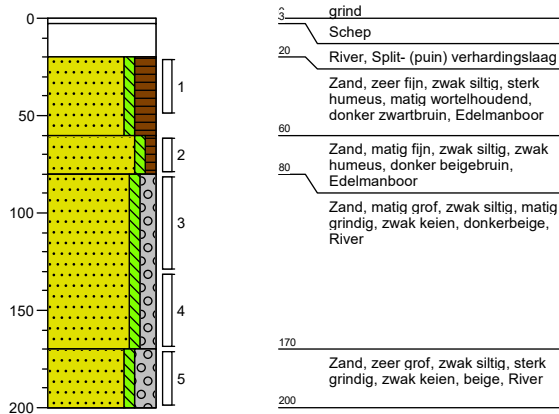 0
50
100
150
200
1
2
3
4
5
grind
3
Schep
20
River, Split- (puin) verhardingslaag
Zand, zeer fijn, zwak siltig, sterk
humeus, matig wortelhoudend,
donker zwartbruin, Edelmanboor
60
Zand, matig fijn, zwak siltig, zwak
humeus, donker beigebruin,
Edelmanboor
80
Zand, matig grof, zwak siltig, matig
grindig, zwak keien, donkerbeige,
River
170
Zand, zeer grof, zwak siltig, sterk
grindig, zwak keien, beige, River
200